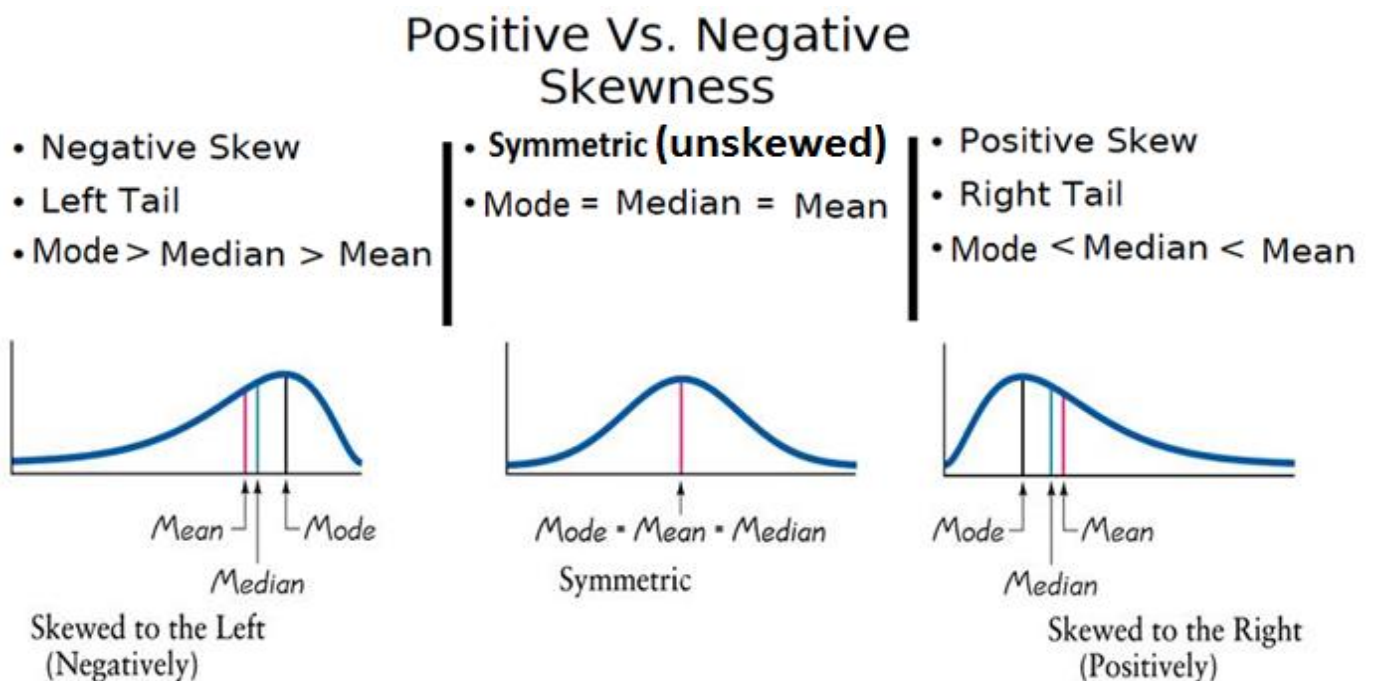 Positive Vs. Negative
Skewness
• Negative Skew
• Left Tail
• Mode > Median > Mean
• Symmetric (unskewed)
• Mode = Median = Mean
• Positive Skew
• Right Tail
• Mode < Median < Mean
Mean
Mode
Median
Skewed to the Left
(Negatively)
Mode = Mean = Median
Symmetric
Mode
Mean
Median
Skewed to the Right
(Positively)